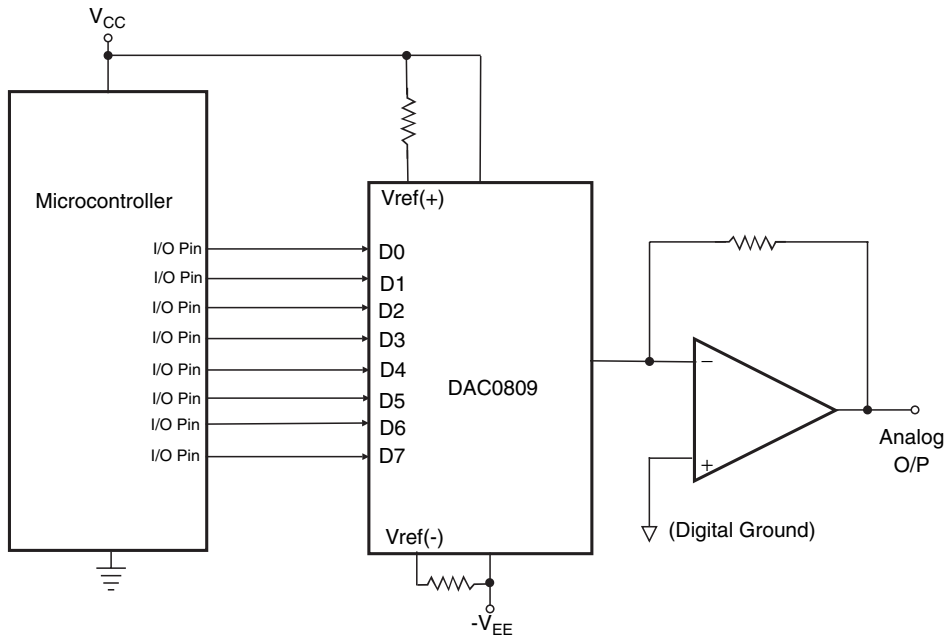 VCC
Microcontroller
Vref(+)
I/O Pin
D0
I/O Pin
D1
I/O Pin
D2
I/O Pin
D3
I/O Pin
D4
I/O Pin
D5
I/O Pin
D6
I/O Pin
D7
DAC0809
−
+
Analog
O/P
(Digital Ground)
Vref(-)
-VEE